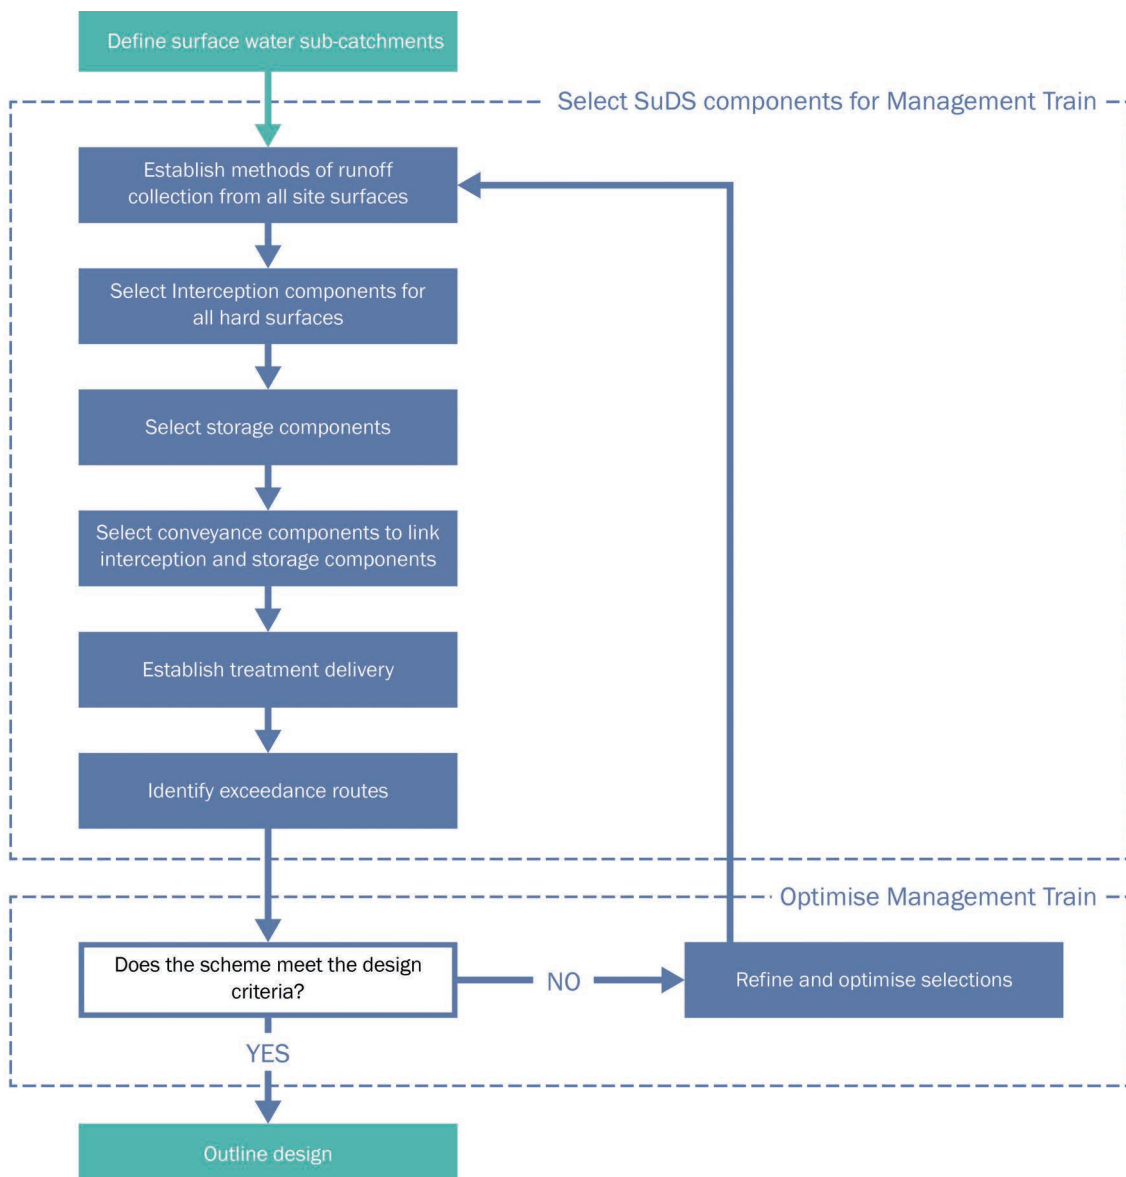 Define surface water sub-catchments
Select SuDS components for Management Train
Establish methods of runoff
collection from all site surfaces
Select Interception components for
all hard surfaces
Select storage components
Select conveyance components to link
interception and storage components
Establish treatment delivery
Identify exceedance routes
Optimise Management Train
Does the scheme meet the design
criteria?
NO
Refine and optimise selections
YES
Outline design